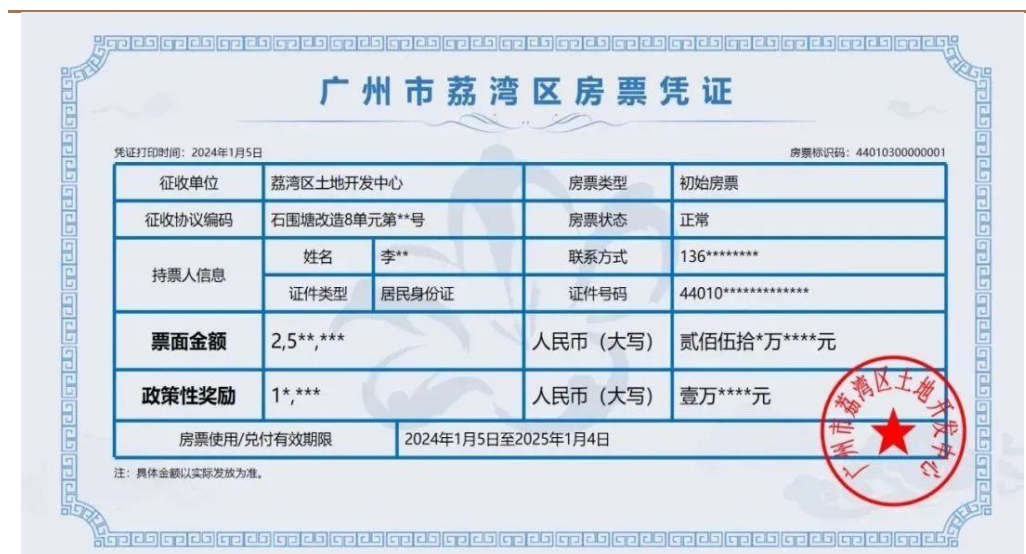 广州市荔湾区房票凭证
凭证打印时间：2024年1月5日 房票标识码：44010300000001
征收单位 荔湾区土地开发中心 房票类型 初始房票
征收协议编码 石围塘改造8单元第**号 房票状态 正常
持票人信息 姓名 李** 联系方式 136********
证件类型 居民身份证 证件号码 44010*************
票面金额 2,5**,*** 人民币（大写） 贰佰伍拾*万****元
政策性奖励 1*,*** 人民币（大写） 壹万****元
房票使用/兑付有效期限 2024年1月5日至2025年1月4日
注：具体金额以实际发放为准。
广州市荔湾区土地开发中心